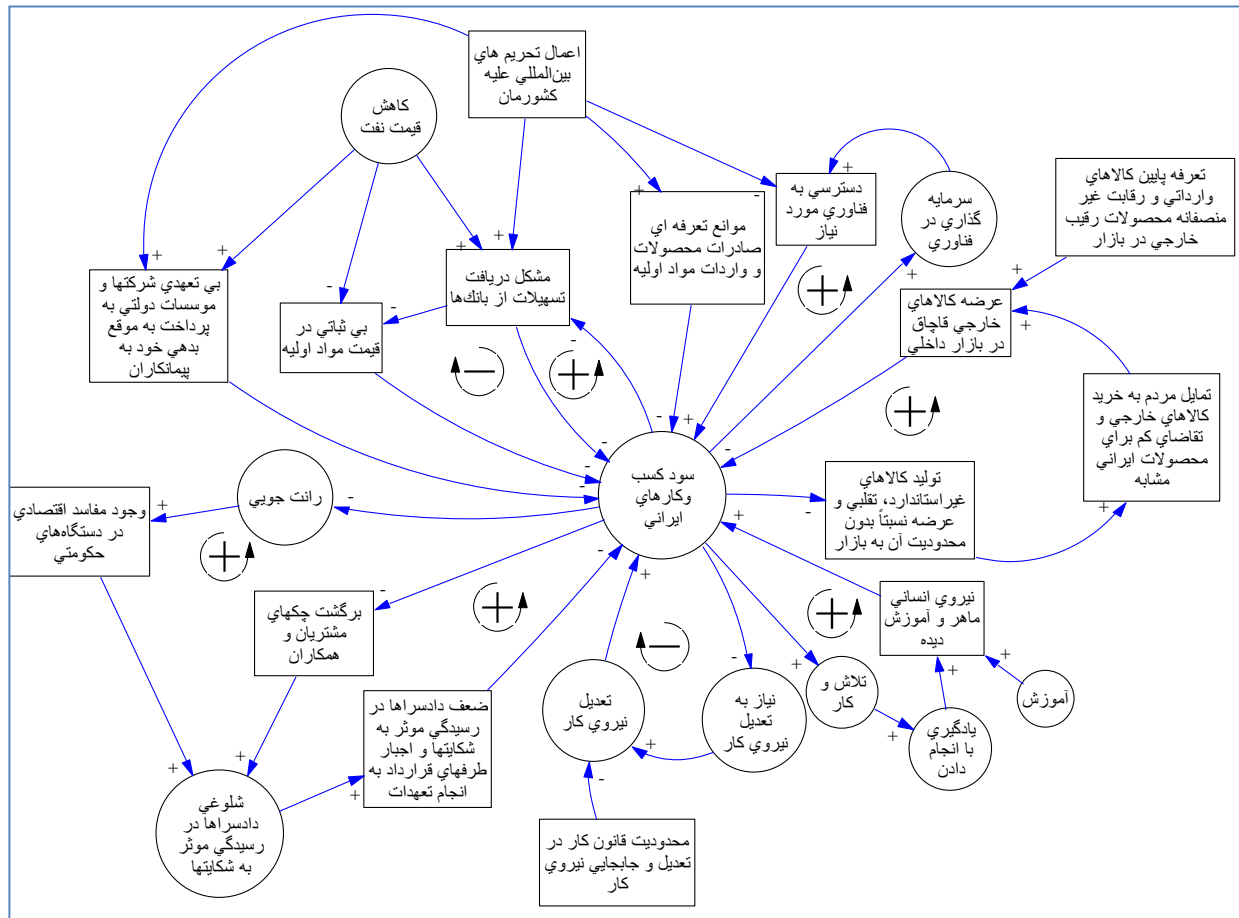 اعمال تحريم هاي
بين‌المللي عليه
كشورمان
كاهش
قيمت نفت
دسترسي به
فناوري مورد
نياز
سرمايه
گذاري در
فناوري
تعرفه پايين كالاهاي
وارداتي و رقابت غير
منصفانه محصولات رقيب
خارجي در بازار
موانع تعرفه اي
صادرات محصولات
و واردات مواد اوليه
مشكل دريافت
تسهيلات از بانك‌ها
بي ثباتي در
قيمت مواد اوليه
بي تعهدي شركتها و
موسسات دولتي به
پرداخت به موقع
بدهي خود به
پيمانكاران
عرضه كالاهاي
خارجي قاچاق
در بازار داخلي
تمايل مردم به خريد
كالاهاي خارجي و
تقاضاي كم براي
محصولات ايراني
مشابه
سود كسب
وكارهاي
ايراني
توليد كالاهاي
غيراستاندارد، تقلبي و
عرضه نسبتاً بدون
محدوديت آن به بازار
رانت جويي
وجود مفاسد اقتصادي
در دستگاه‌هاي
حكومتي
برگشت چكهاي
مشتريان و
همكاران
نيروي انساني
ماهر و آموزش
ديده
آموزش
تلاش و
كار
يادگيري
با انجام
دادن
نياز به
تعديل
نيروي كار
تعديل
نيروي كار
ضعف دادسراها در
رسيدگي موثر به
شكايتها و اجبار
طرفهاي قرارداد به
انجام تعهدات
شلوغي
دادسراها در
رسيدگي موثر
به شكايتها
محدوديت قانون كار در
تعديل و جابجايي نيروي
كار